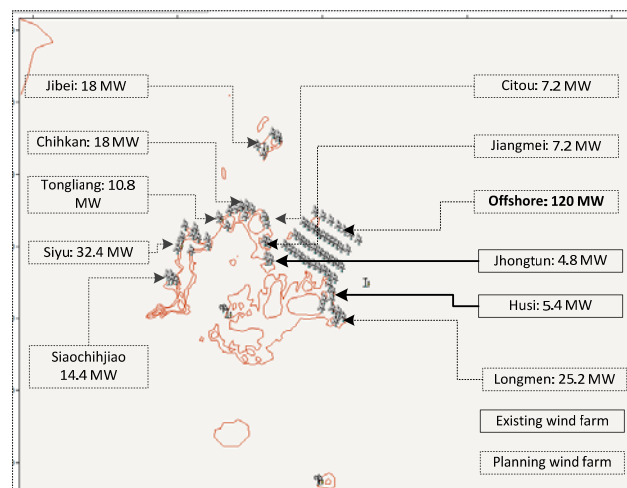 Jibei: 18 MW
Citou: 7.2 MW
Chihkan: 18 MW
Jiangmei: 7.2 MW
Tongliang: 10.8
MW
Offshore: 120 MW
Siyu: 32.4 MW
Jhongtun: 4.8 MW
Husi: 5.4 MW
Siaochihjiao
14.4 MW
Longmen: 25.2 MW
Existing wind farm
Planning wind farm